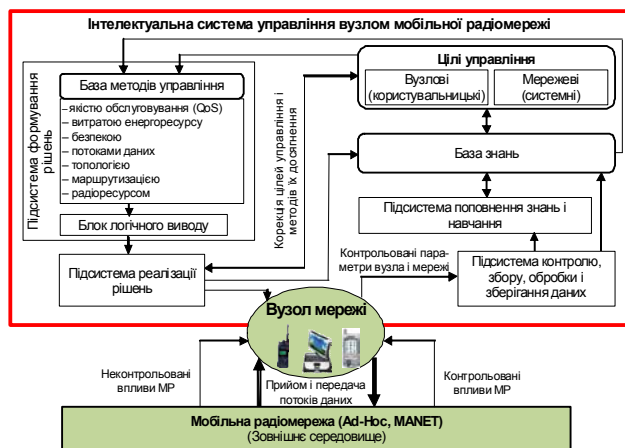 Інтелектуальна система управління вузлом мобільної радіомережі
База методів управління
– якістю обслуговування (QoS)
– витратою енергоресурсу
– безпекою
– потоками даних
– топологією
– маршрутизацією
– радіоресурсом
Блок логічного виводу
Підсистема формування
рішень
Підсистема реалізації
рішень
Корекція цілей управління і
методів їх досягнення
Цілі управління
Вузлові
(користувальницькі)
Мережеві
(системні)
База знань
Підсистема поповнення знань і
навчання
Контрольовані пара-
метри вузла і мережі
Підсистема контролю,
збору, обробки і
зберігання даних
Вузол мережі
Неконтрольовані
впливи МР
Прийом і передача
потоків даних
Контрольовані
впливи МР
Мобільна радіомережа (Ad-Hoc, MANET)
(Зовнішнє середовище)